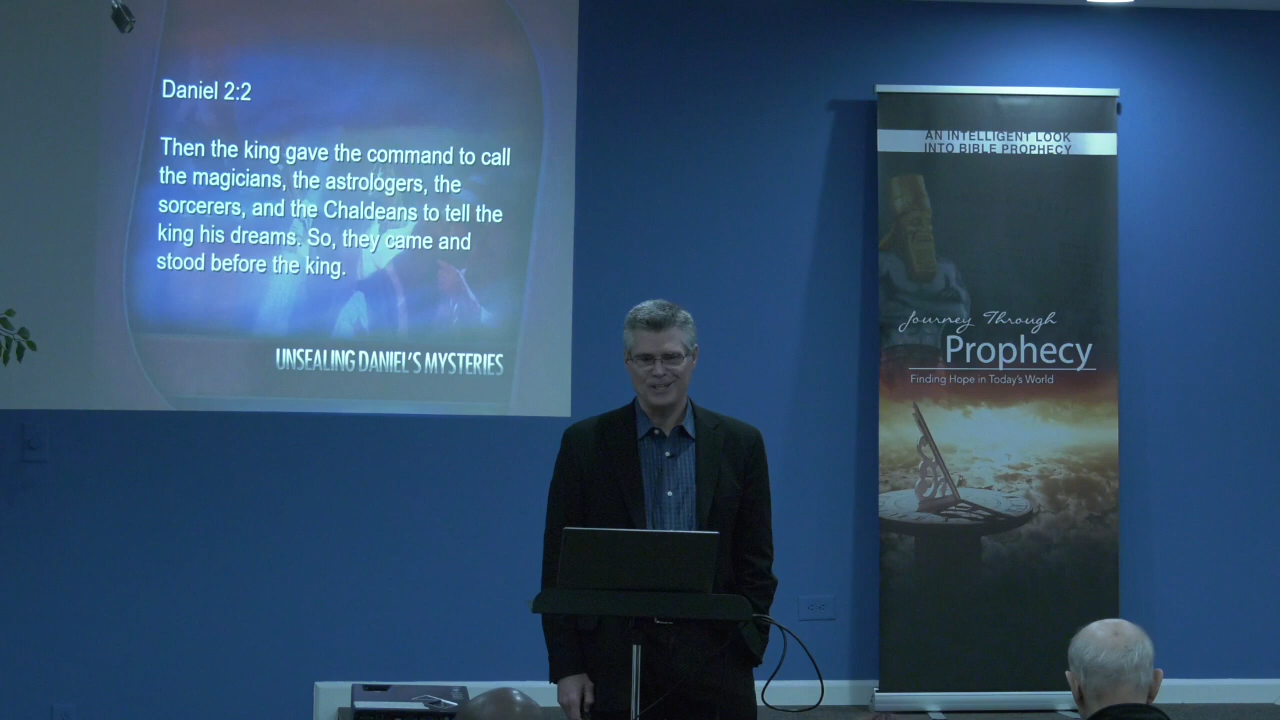 Daniel 2:2
Then the king gave the command to call
the magicians, the astrologers, the
sorcerers, and the Chaldeans to tell the
king his dreams. So, they came and
stood before the king.
UNSEALING DANIEL'S MYSTERIES
AN INTELLIGENT LOOK
INTO BIBLE PROPHECY
Journey Through
Prophecy
Finding Hope in Today's World